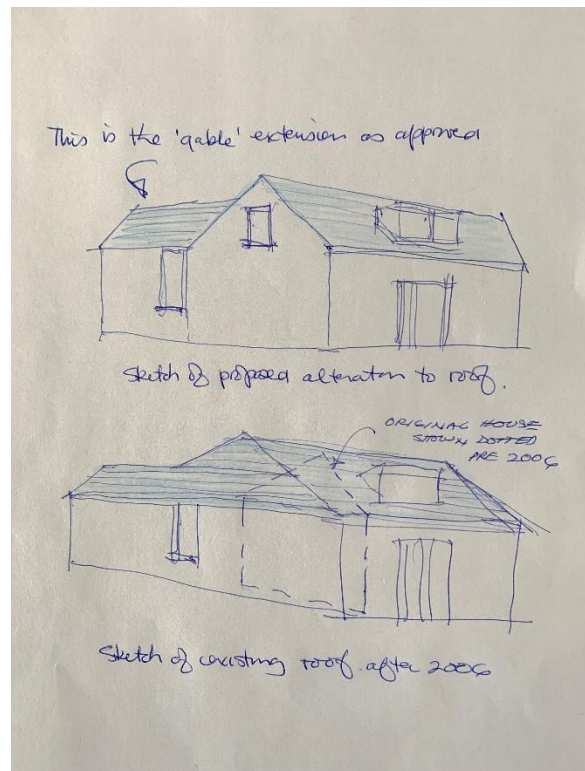 This is the 'gable' extension as approved
Sketch of proposed alteration to roof.
ORIGINAL HOUSE
SHOWN DOTTED
PRE 2006
Sketch of existing roof after 2006